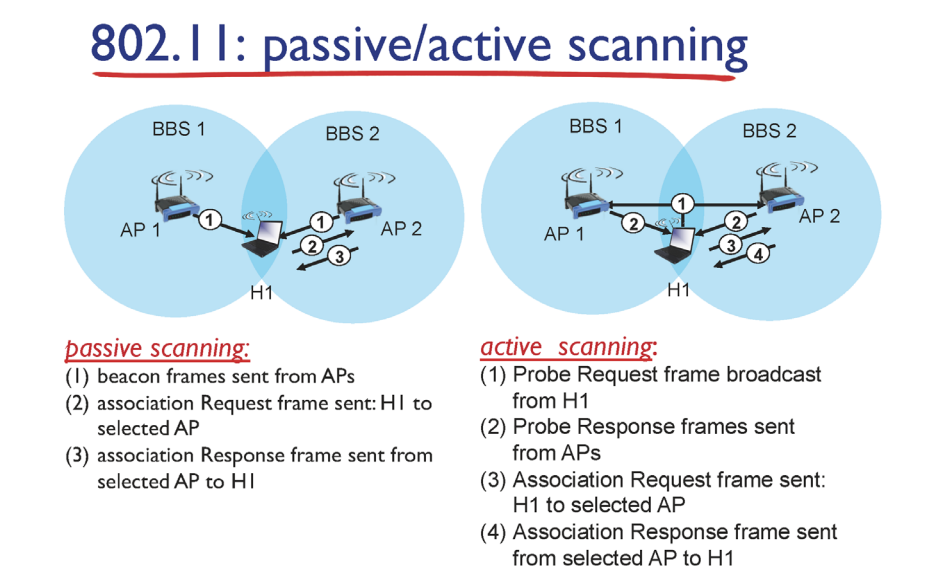 802.11: passive/active scanning
BBS 1
BBS 2
AP 1
1
1
2
3
AP 2
H1
BBS 1
BBS 2
AP 1
1
2
2
3
4
AP 2
H1
passive scanning:
(1) beacon frames sent from APs
(2) association Request frame sent: H1 to
selected AP
(3) association Response frame sent from
selected AP to H1
active scanning:
(1) Probe Request frame broadcast
from H1
(2) Probe Response frames sent
from APs
(3) Association Request frame sent:
H1 to selected AP
(4) Association Response frame sent
from selected AP to H1